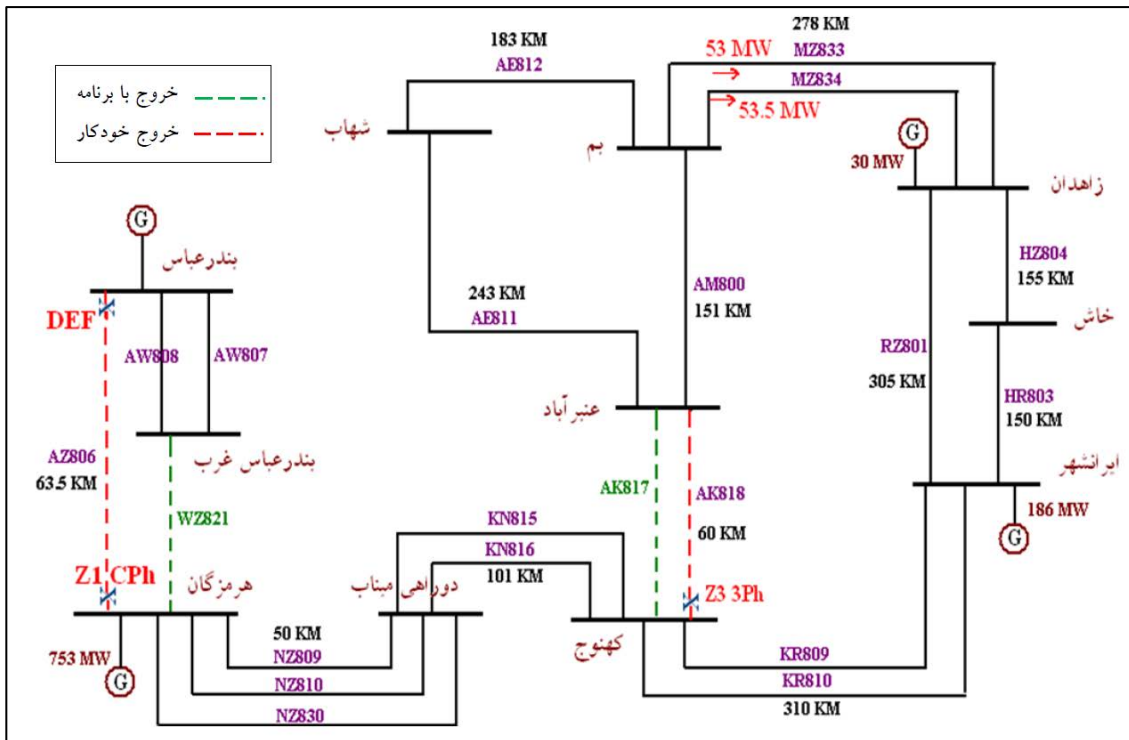 278 KM
183 KM
53 MW
MZ833
AE812
MZ834
خروج با برنامه
خروج خودکار
53.5 MW
شهاب
بم
G
30 MW
زاهدان
G
بندرعباس
HZ804
155 KM
243 KM
AE811
AM800
151 KM
خاش
DEF
AW808
AW807
RZ801
305 KM
HR803
150 KM
عنبرآباد
بندرعباس غرب
ایرانشهر
AZ806
63.5 KM
AK817
AK818
WZ821
KN815
60 KM
186 MW
G
KN816
101 KM
Z1 CPh
هرمزگان
دوراهی میناب
Z3 3Ph
کهنوج
50 KM
753 MW
G
NZ809
KR809
NZ810
KR810
310 KM
NZ830